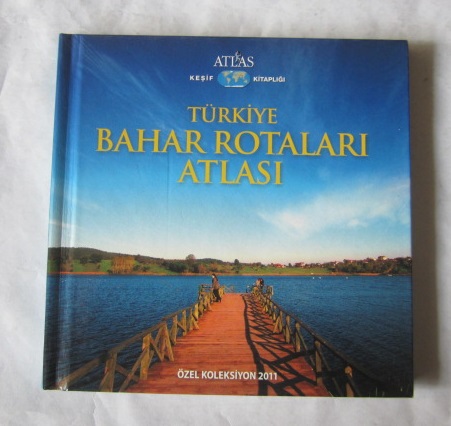 ATLAS
KEŞİF KİTAPLIĞI
TÜRKİYE
BAHAR ROTALARI
ATLASI
ÖZEL KOLEKSİYON 2011